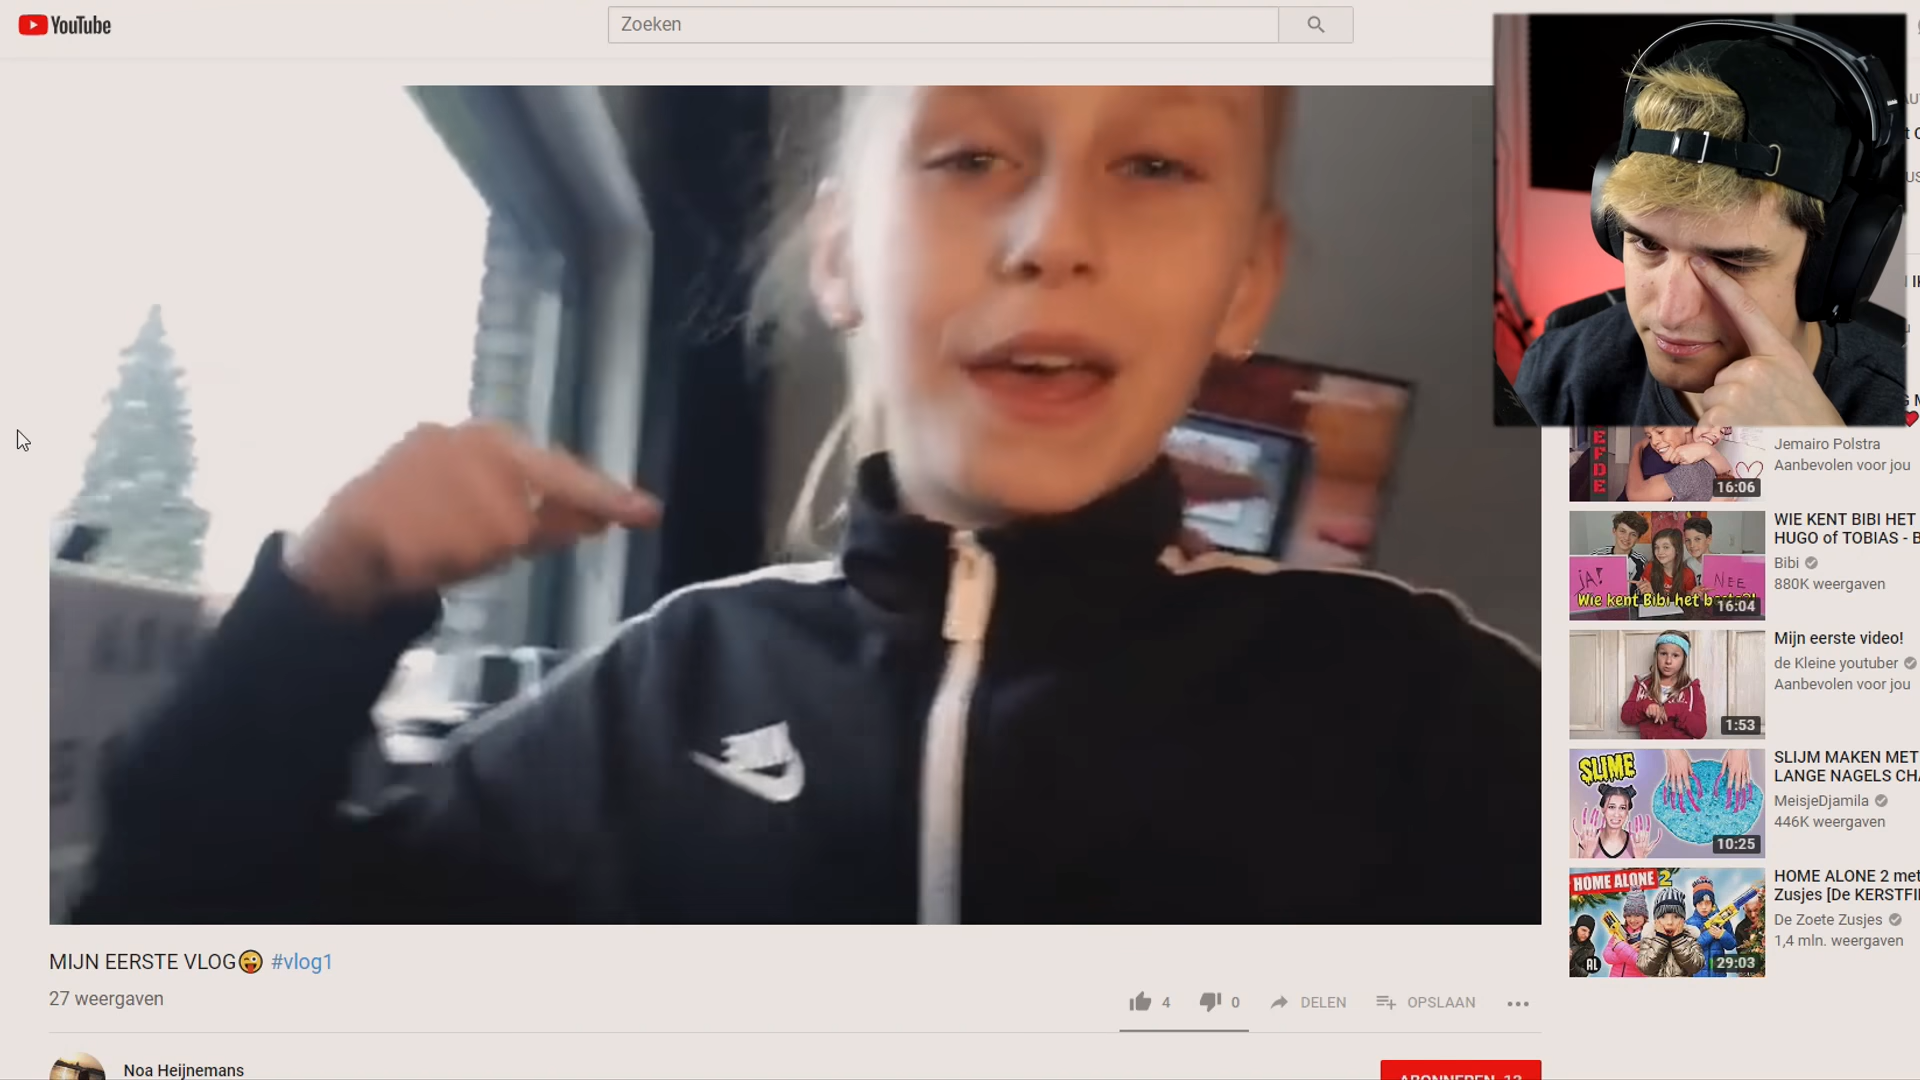 YouTube
Zoeken
Jemairo Polstra
Aanbevolen voor jou
16:06
WIE KENT BIBI HET
HUGO of TOBIAS - B
Bibi
880K weergaven
JA!
NEE
Wie kent Bibi het
16:04
Mijn eerste video!
de Kleine youtuber
Aanbevolen voor jou
1:53
SLIJM MAKEN MET
LANGE NAGELS CH
MeisjeDjamila
446K weergaven
SLIME
10:25
HOME ALONE 2 met
Zusjes [De KERSTFI
De Zoete Zusjes
1,4 mln. weergaven
HOME ALONE 2
AL
29:03
MIJN EERSTE VLOG😜 #vlog1
27 weergaven
4
0
DELEN
OPSLAAN
Noa Heijnemans
ABONNEREN 13